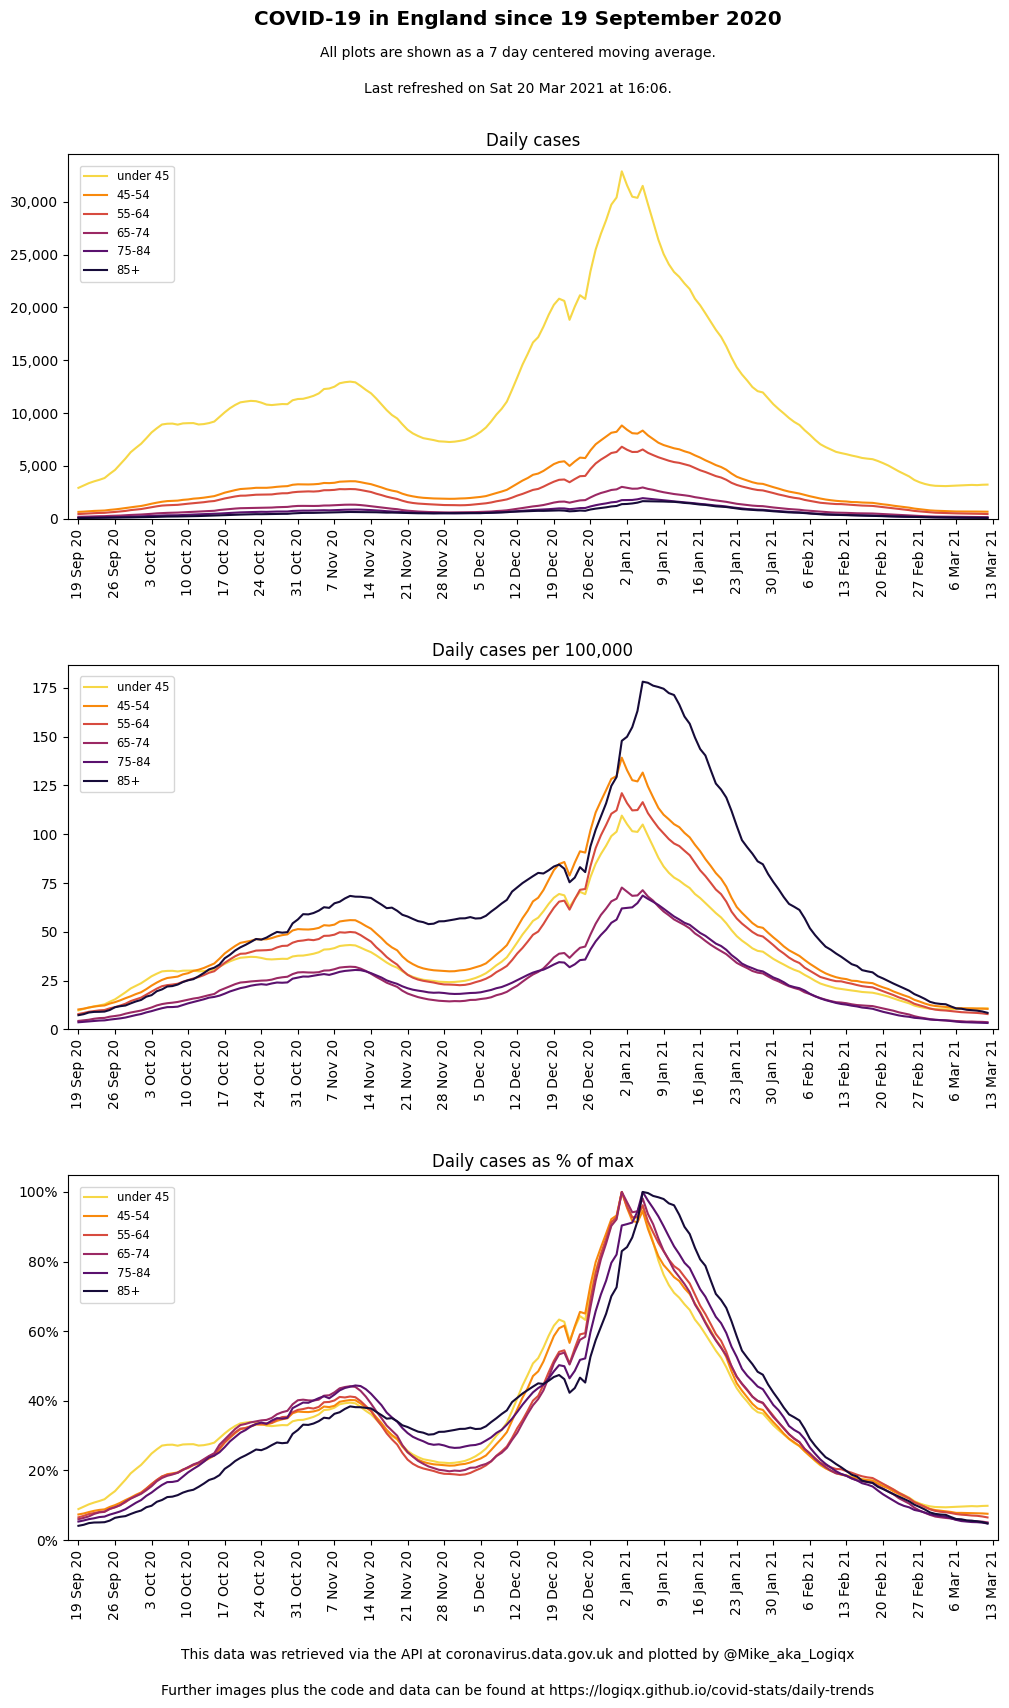 COVID-19 in England since 19 September 2020
All plots are shown as a 7 day centered moving average.
Last refreshed on Sat 20 Mar 2021 at 16:06.
Daily cases
under 45
45-54
55-64
65-74
75-84
85+
30,000
25,000
20,000
15,000
10,000
5,000
0
19 Sep 20 26 Sep 20 3 Oct 20 10 Oct 20 17 Oct 20 24 Oct 20 31 Oct 20 7 Nov 20 14 Nov 20 21 Nov 20 28 Nov 20 5 Dec 20 12 Dec 20 19 Dec 20 26 Dec 20 2 Jan 21 9 Jan 21 16 Jan 21 23 Jan 21 30 Jan 21 6 Feb 21 13 Feb 21 20 Feb 21 27 Feb 21 6 Mar 21 13 Mar 21
Daily cases per 100,000
under 45
45-54
55-64
65-74
75-84
85+
175
150
125
100
75
50
25
0
19 Sep 20 26 Sep 20 3 Oct 20 10 Oct 20 17 Oct 20 24 Oct 20 31 Oct 20 7 Nov 20 14 Nov 20 21 Nov 20 28 Nov 20 5 Dec 20 12 Dec 20 19 Dec 20 26 Dec 20 2 Jan 21 9 Jan 21 16 Jan 21 23 Jan 21 30 Jan 21 6 Feb 21 13 Feb 21 20 Feb 21 27 Feb 21 6 Mar 21 13 Mar 21
Daily cases as % of max
under 45
45-54
55-64
65-74
75-84
85+
100%
80%
60%
40%
20%
0%
19 Sep 20 26 Sep 20 3 Oct 20 10 Oct 20 17 Oct 20 24 Oct 20 31 Oct 20 7 Nov 20 14 Nov 20 21 Nov 20 28 Nov 20 5 Dec 20 12 Dec 20 19 Dec 20 26 Dec 20 2 Jan 21 9 Jan 21 16 Jan 21 23 Jan 21 30 Jan 21 6 Feb 21 13 Feb 21 20 Feb 21 27 Feb 21 6 Mar 21 13 Mar 21
This data was retrieved via the API at coronavirus.data.gov.uk and plotted by @Mike_aka_Logiqx
Further images plus the code and data can be found at https://logiqx.github.io/covid-stats/daily-trends